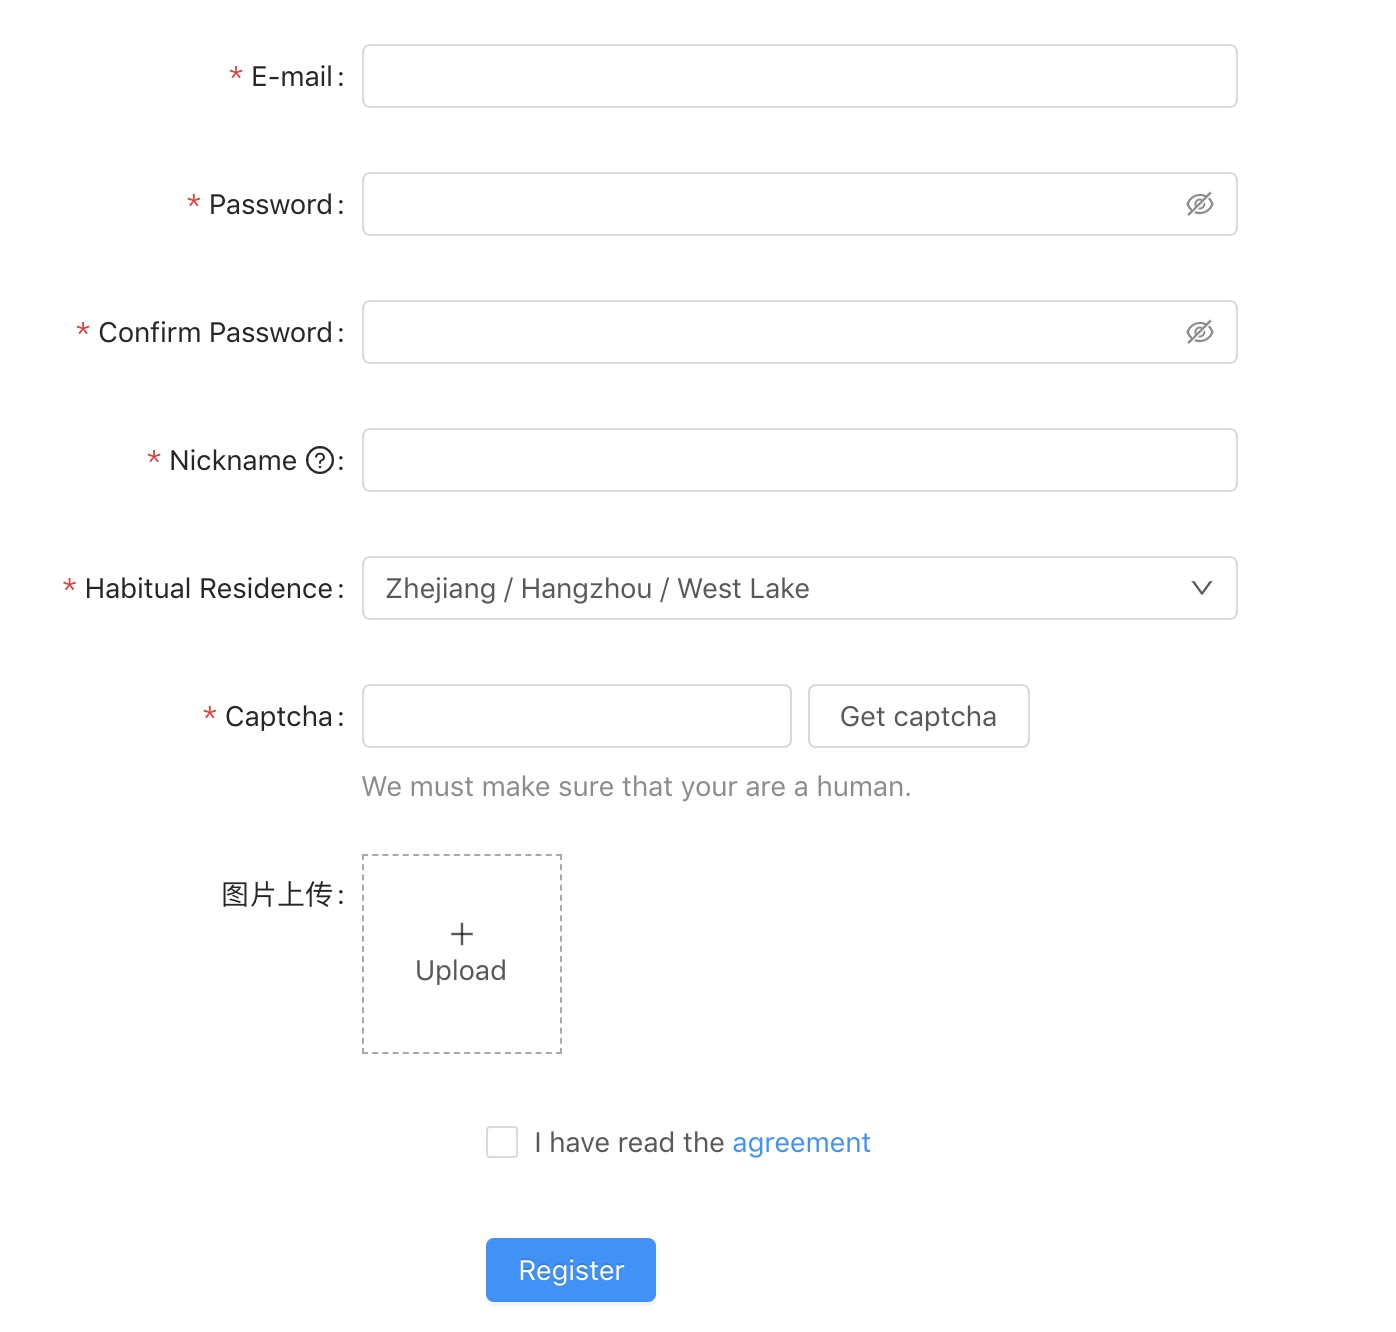 * E-mail:
* Password:
* Confirm Password:
* Nickname ?:
* Habitual Residence: Zhejiang / Hangzhou / West Lake
* Captcha: Get captcha
We must make sure that your are a human.
图片上传:
+
Upload
I have read the agreement
Register